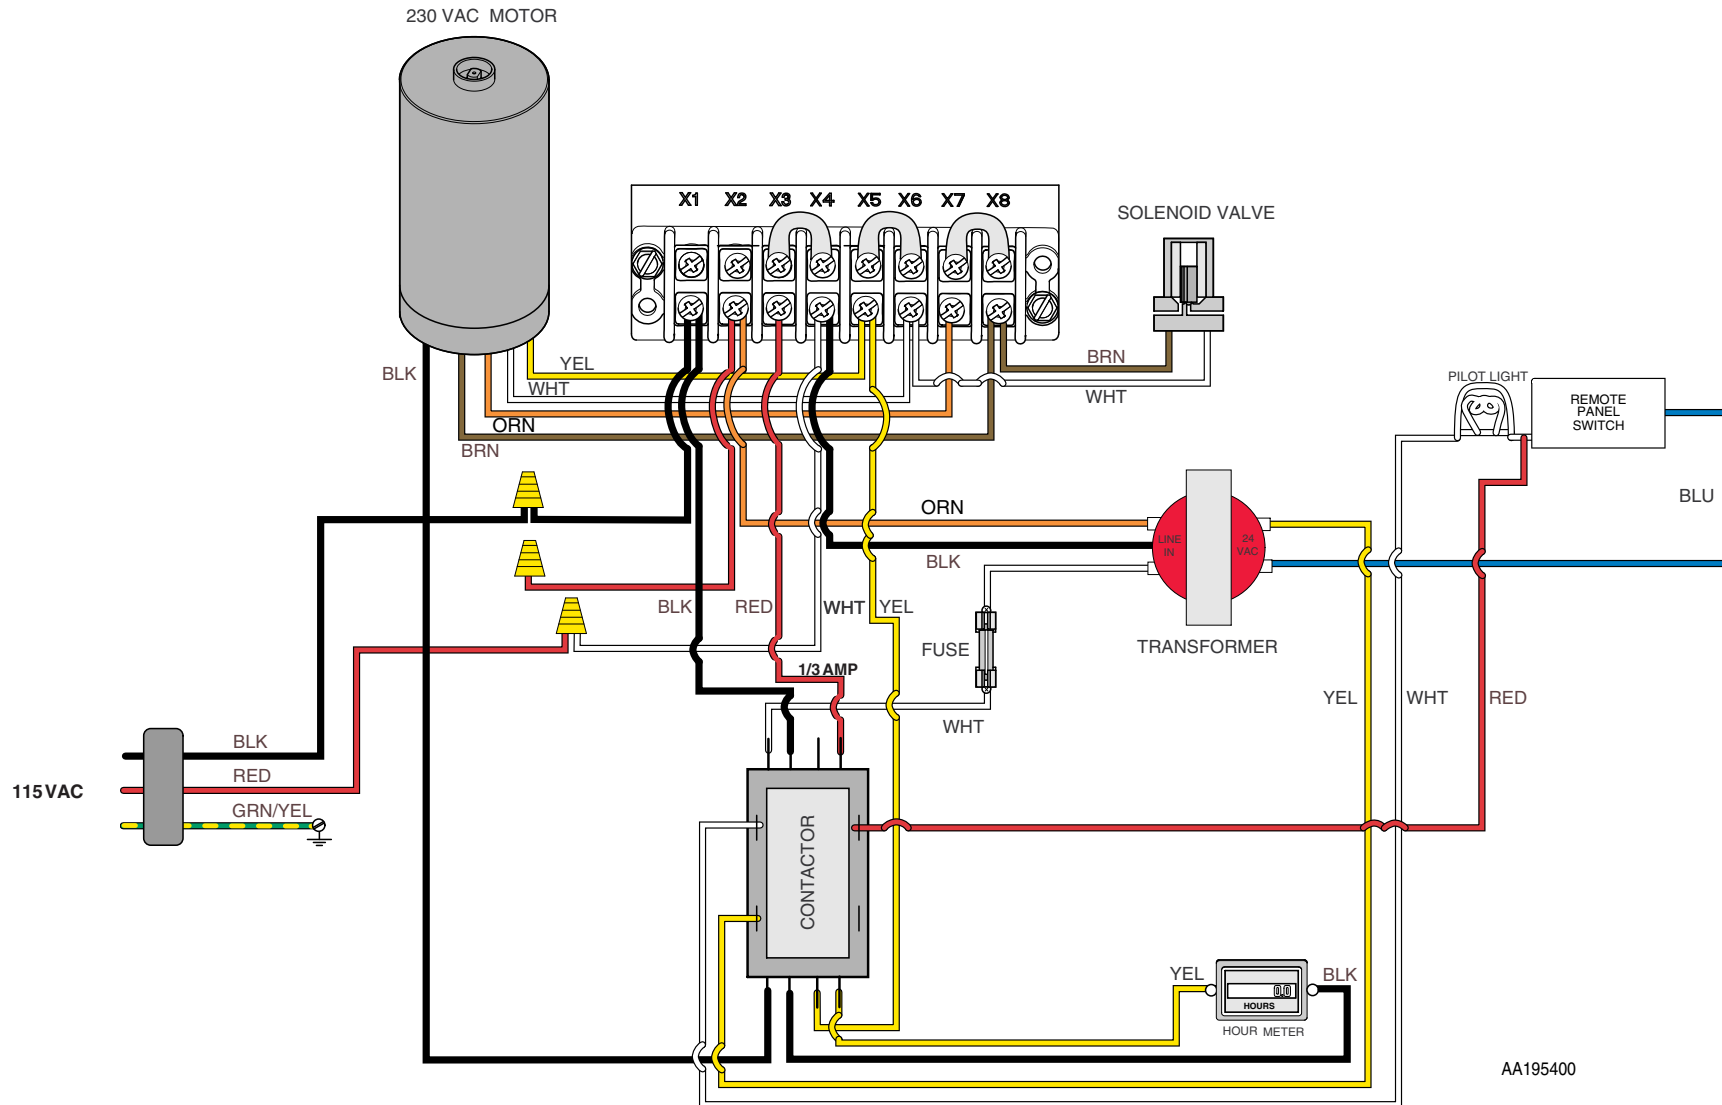 230 VAC MOTOR
X1 X2 X3 X4 X5 X6 X7 X8
SOLENOID VALVE
BLK
YEL
WHT
ORN
BRN
BRN
WHT
PILOT LIGHT
REMOTE
PANEL
SWITCH
BLU
ORN
BLK
LINE
IN
24
VAC
TRANSFORMER
BLK
RED
WHT
YEL
FUSE
1/3 AMP
WHT
YEL
WHT
RED
115 VAC
BLK
RED
GRN/YEL
CONTACTOR
YEL
BLK
0.0
HOURS
HOUR METER
AA195400